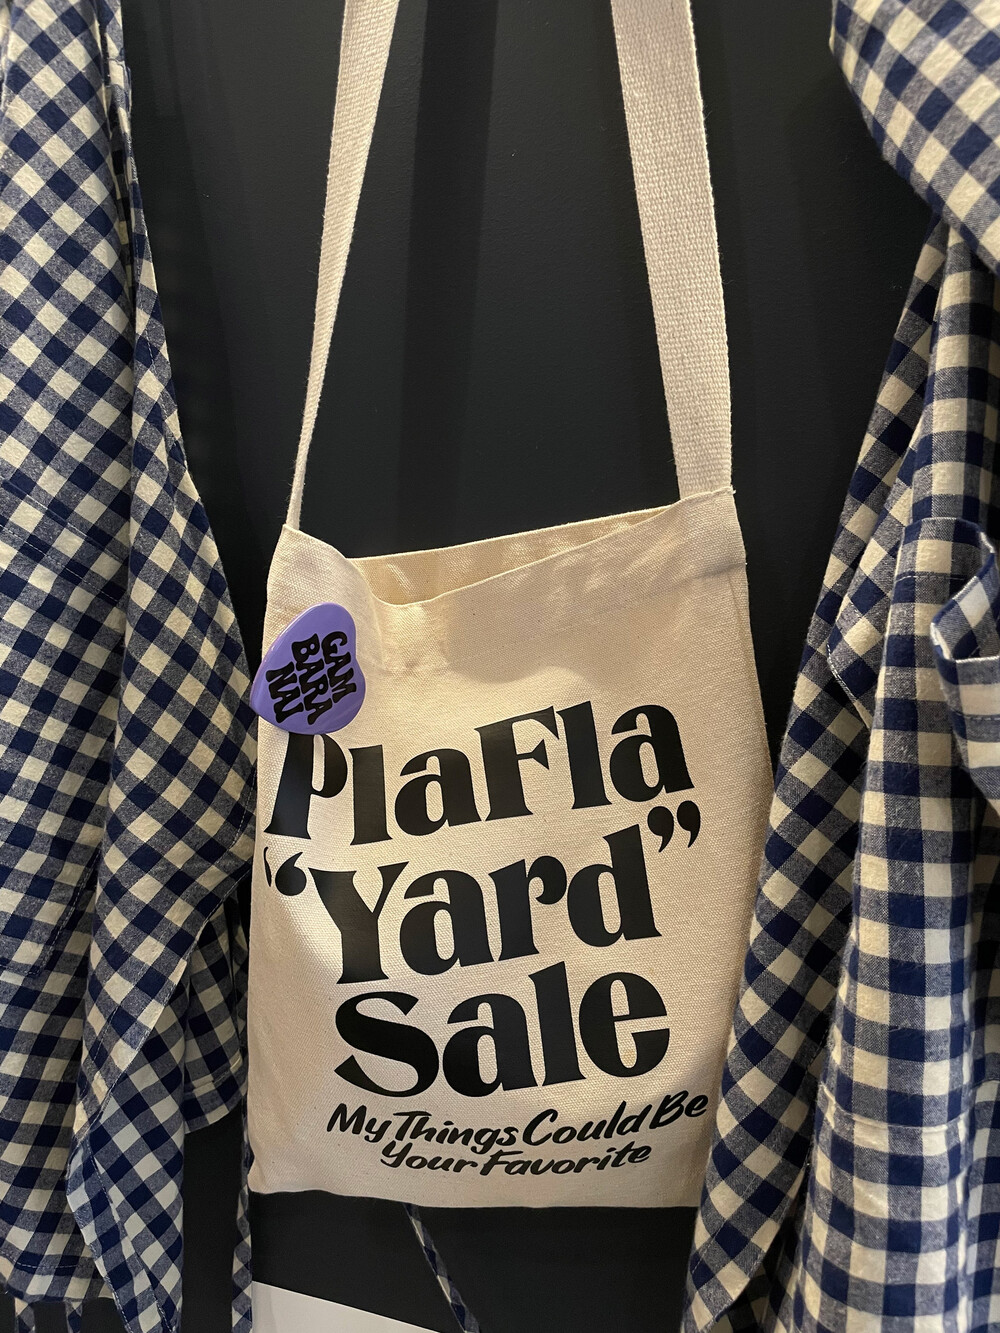 GAM
BARA
NAI
PlaFla
“Yard”
Sale
My Things Could Be
Your Favorite